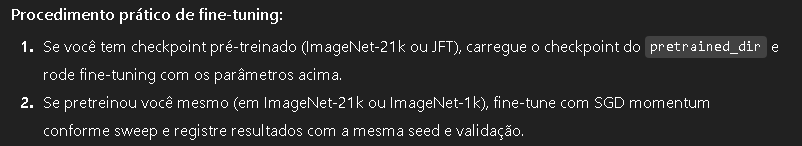 Procedimento prático de fine-tuning:
1. Se você tem checkpoint pré-treinado (ImageNet-21k ou JFT), carregue o checkpoint do pretrained_dir e
rode fine-tuning com os parâmetros acima.
2. Se pretreinou você mesmo (em ImageNet-21k ou ImageNet-1k), fine-tune com SGD momentum
conforme sweep e registre resultados com a mesma seed e validação.